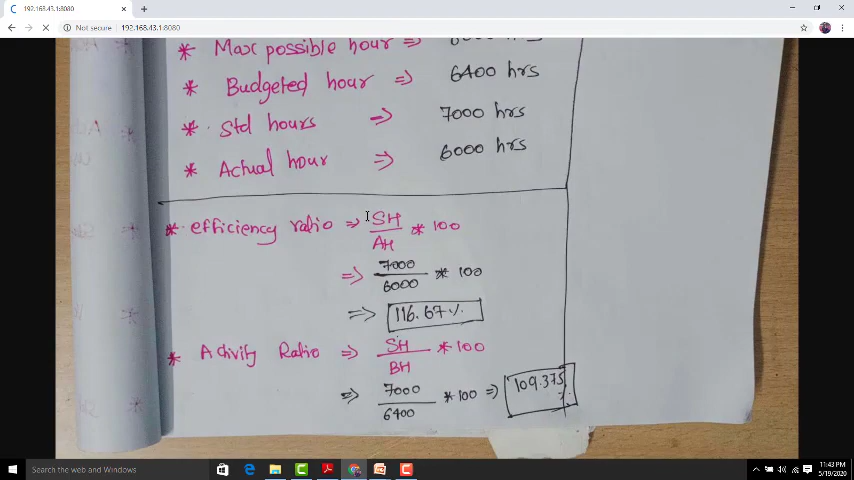 192.168.43.1:8080
Not secure 192.168.43.1:8080
* Max possible hour ⇒
* Budgeted hour ⇒ 6400 hrs
* Std hours ⇒ 7000 hrs
* Actual hour ⇒ 6000 hrs
* efficiency ratio ⇒ SH / AH * 100
⇒ 7000 / 6000 * 100
⇒ 116.67%
* Activity Ratio ⇒ SH / BH * 100
⇒ 7000 / 6400 * 100 ⇒ 109.375 %
Search the web and Windows
11:43 PM
5/19/2020